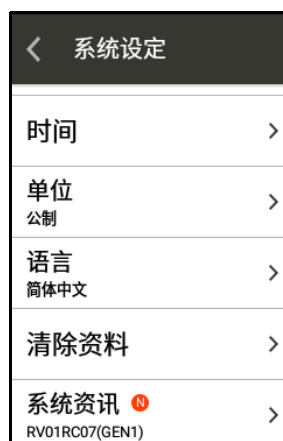 系统设定
时间
单位
公制
语言
简体中文
清除资料
系统资讯 N
RV01RC07(GEN1)